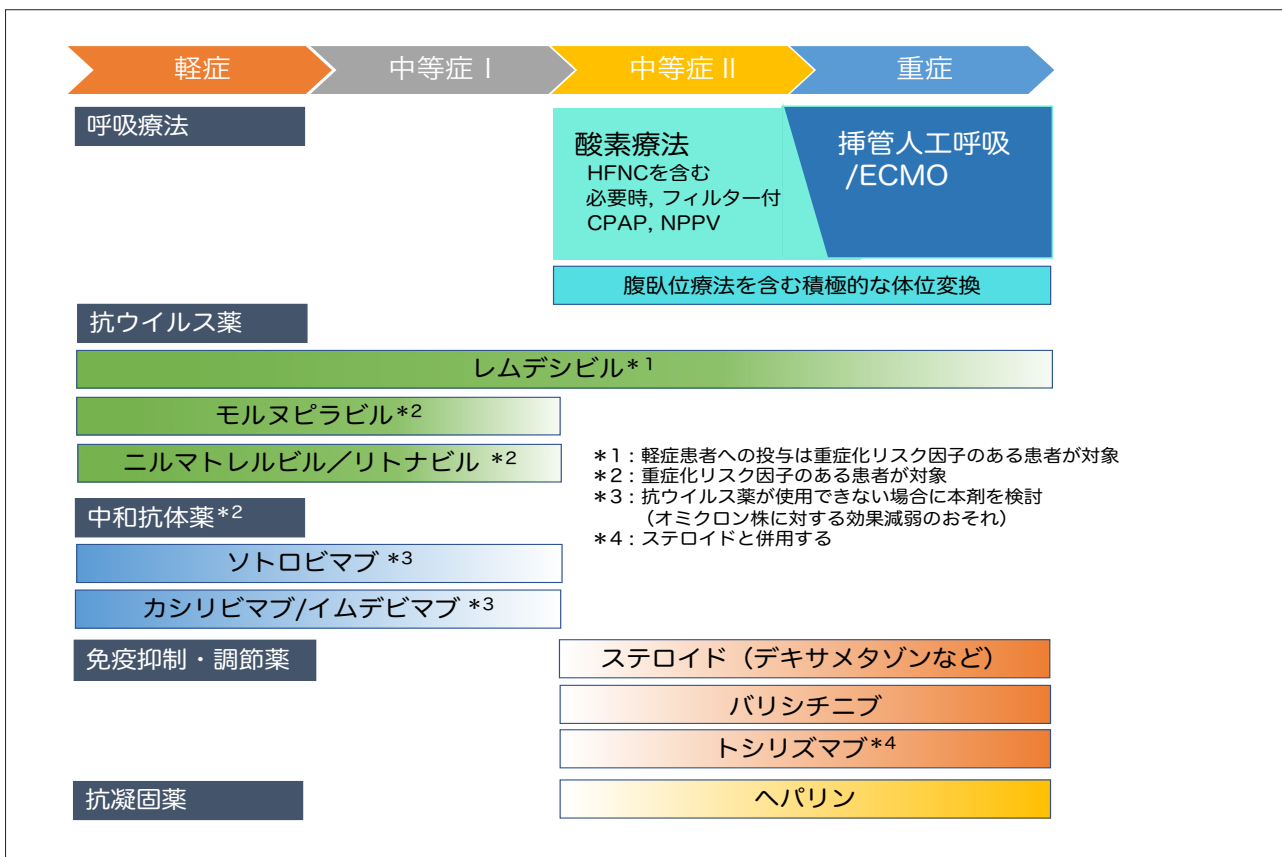 軽症
中等症Ⅰ
中等症Ⅱ
重症
呼吸療法
酸素療法
HFNCを含む
必要時, フィルター付
CPAP, NPPV
挿管人工呼吸
/ECMO
腹臥位療法を含む積極的な体位変換
抗ウイルス薬
レムデシビル*1
モルヌピラビル*2
ニルマトレルビル／リトナビル *2
*1：軽症患者への投与は重症化リスク因子のある患者が対象
*2：重症化リスク因子のある患者が対象
*3：抗ウイルス薬が使用できない場合に本剤を検討
（オミクロン株に対する効果減弱のおそれ）
*4：ステロイドと併用する
中和抗体薬*2
ソトロビマブ *3
カシリビマブ/イムデビマブ *3
免疫抑制・調節薬
ステロイド（デキサメタゾンなど）
バリシチニブ
トシリズマブ*4
抗凝固薬
ヘパリン